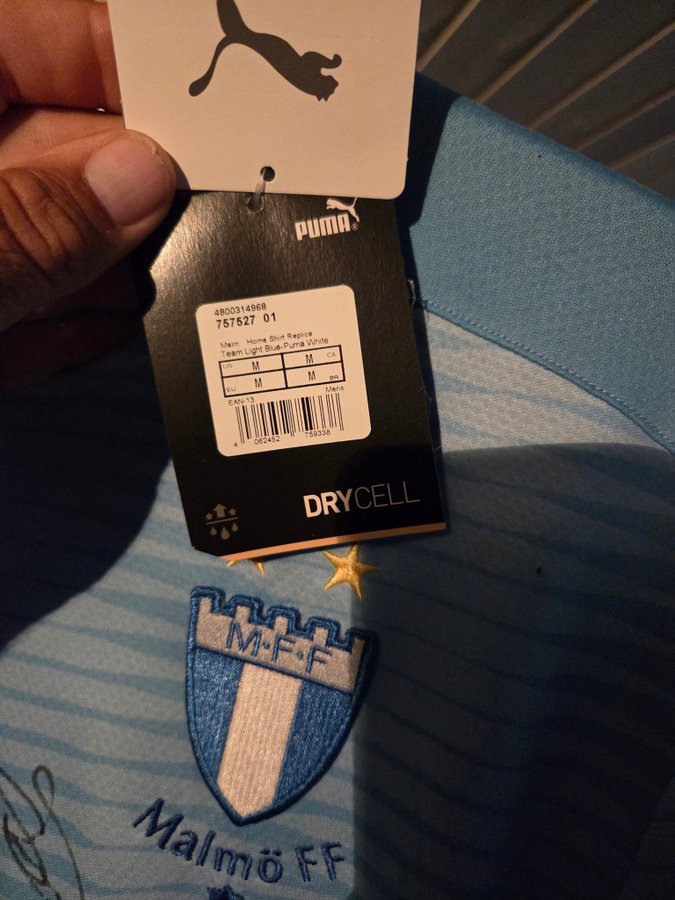 PUMA®
4800314968
757527 01
Malm  Home Shirt Replica
Team Light Blue-Puma White
US M M CA
EU M M BR
EAN-13 Mens
4 062452 759338
DRYCELL
M·F·F
Malmö FF